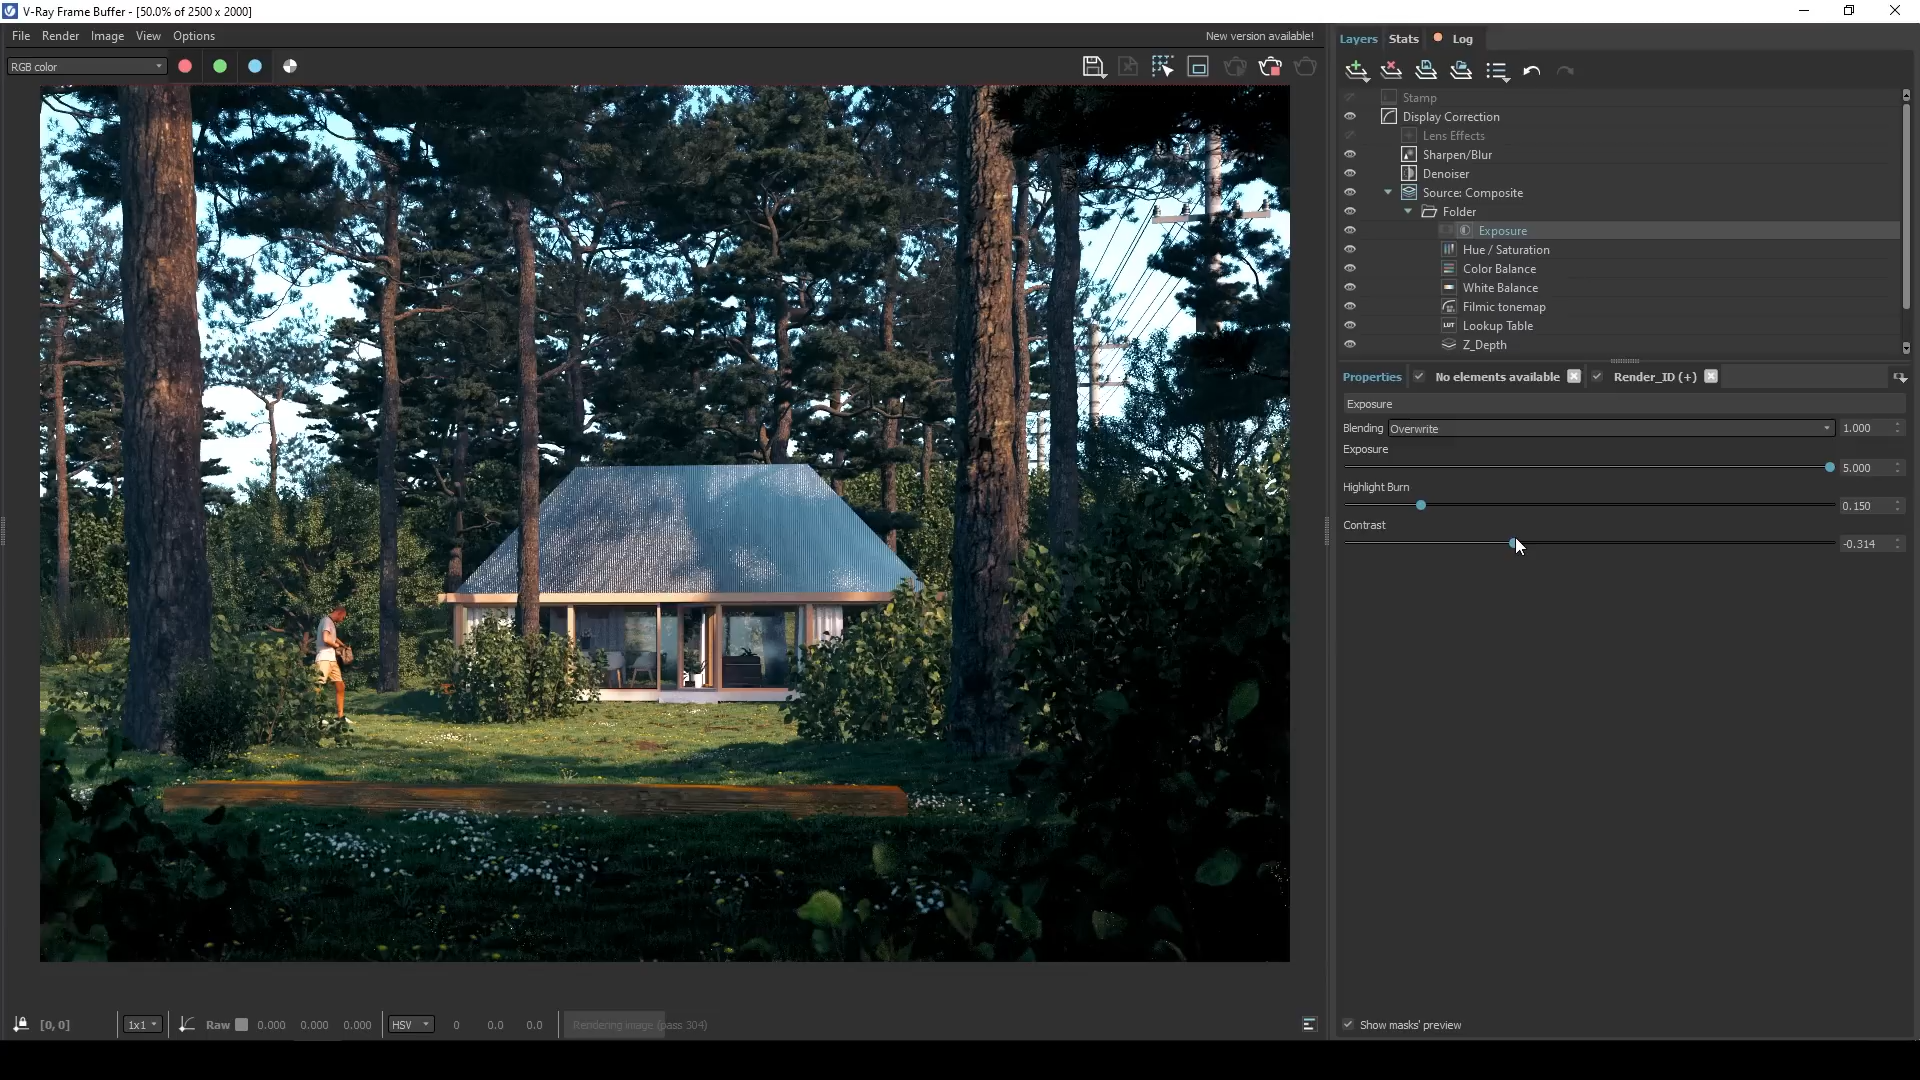 V-Ray Frame Buffer - [50.0% of 2500 x 2000]
File Render Image View Options
New version available!
Layers Stats Log
RGB color
Stamp
Display Correction
Lens Effects
Sharpen/Blur
Denoiser
Source: Composite
Folder
Exposure
Hue / Saturation
Color Balance
White Balance
Filmic tonemap
LUT Lookup Table
Z_Depth
Properties No elements available Render_ID (+)
Exposure
Blending Overwrite 1.000
Exposure
5.000
Highlight Burn
0.150
Contrast
-0.314
[0, 0] 1x1 Raw 0.000 0.000 0.000 HSV 0 0.0 0.0 Rendering image (pass 304)
Show masks' preview